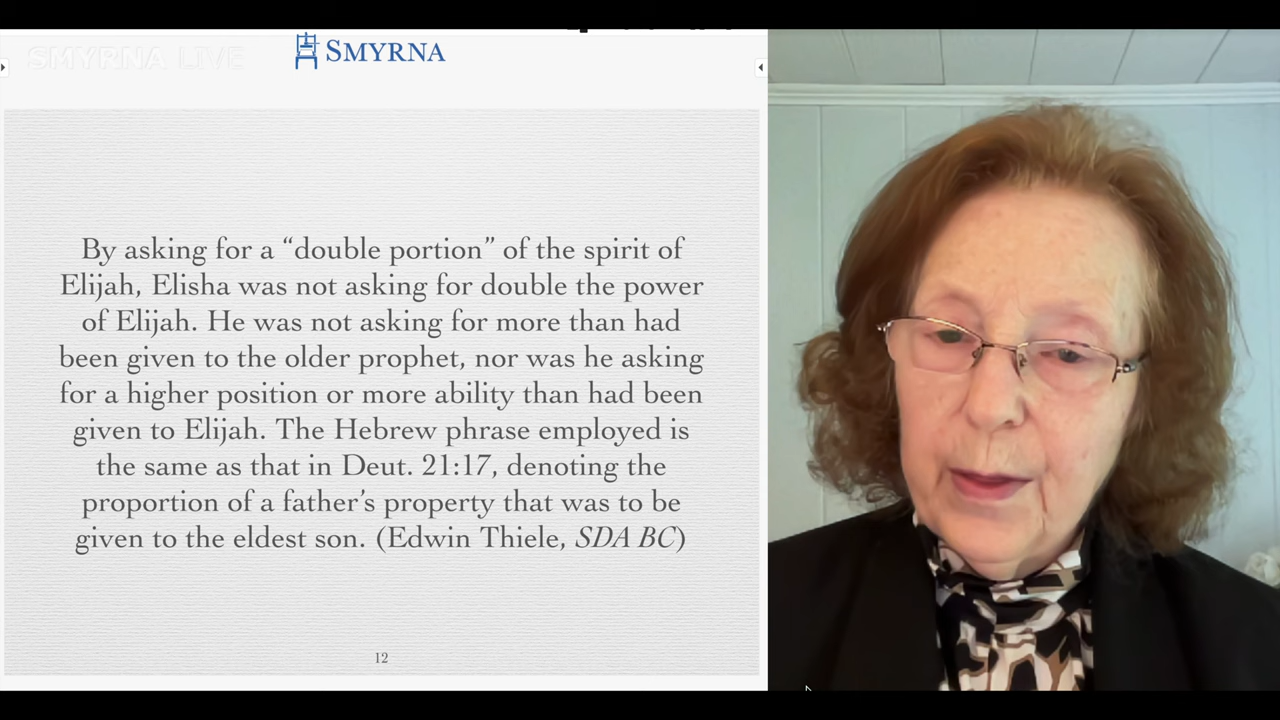 SMYRNA LIVE
SMYRNA
By asking for a “double portion” of the spirit of
Elijah, Elisha was not asking for double the power
of Elijah. He was not asking for more than had
been given to the older prophet, nor was he asking
for a higher position or more ability than had been
given to Elijah. The Hebrew phrase employed is
the same as that in Deut. 21:17, denoting the
proportion of a father’s property that was to be
given to the eldest son. (Edwin Thiele, SDA BC)
12